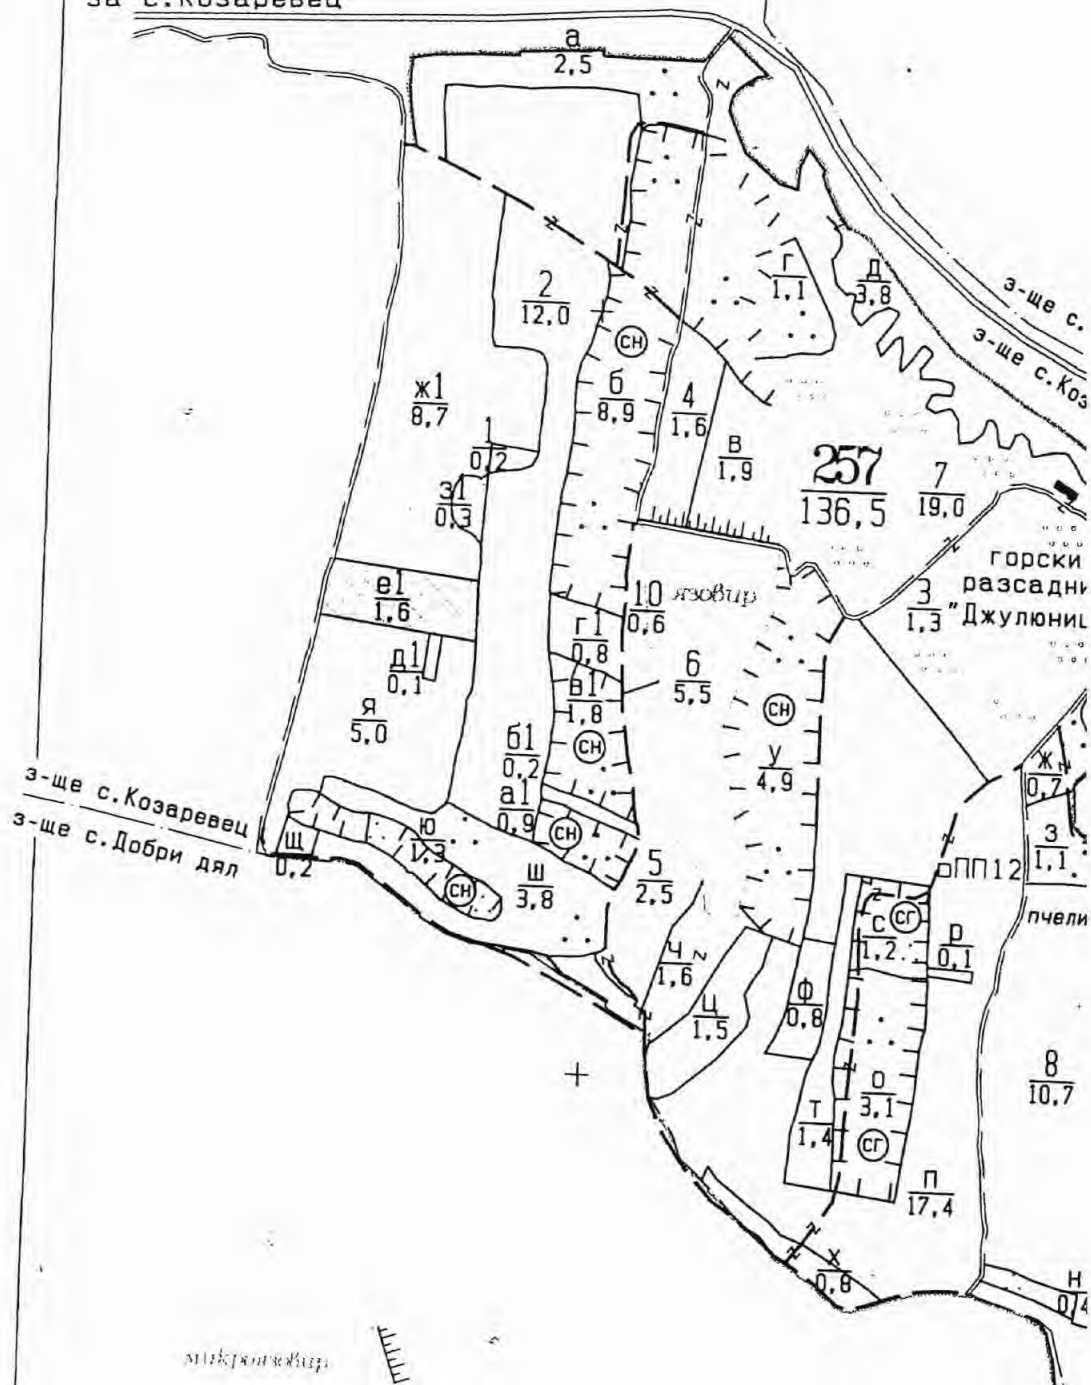 за с.Козаревец
а
2,5
г
1,1
д
3,8
з-ще с.
з-ще с.Коз
2
12,0
СН
б
8,9
ж1
8,7
4
1,6
1
0,2
в
1,9
257
136,5
7
19,0
з1
0,3
горски
разсадни
"Джулюниц
3
1,3
е1
1,6
10
0,6
язовир
г1
0,8
д1
0,1
6
5,5
в1
1,8
СН
СН
я
5,0
б1
0,2
у
4,9
ж
0,7
з-ще с.Козаревец
з-ще с.Добри дял
а1
0,9
СН
щ
0,2
ю
1,3
СН
ш
3,8
5
2,5
з
1,1
ПП12
пчели
с
1,2
СГ
р
0,1
ч
1,6
ц
1,5
ф
0,8
8
10,7
о
3,1
СГ
т
1,4
п
17,4
х
0,8
н
0,4
микроязовир